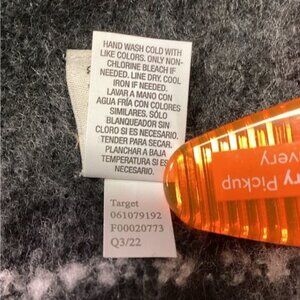 HAND WASH COLD WITH
LIKE COLORS. ONLY NON-
CHLORINE BLEACH IF
NEEDED. LINE DRY. COOL
IRON IF NEEDED.
LAVAR A MANO CON
AGUA FRÍA CON COLORES
SIMILARES. SÓLO
BLANQUEADOR SIN
CLORO SI ES NECESARIO.
TENDER PARA SECAR.
PLANCHAR A BAJA
TEMPERATURA SI ES
NECESARIO.
Target
061079192
F00020773
Q3/22
Pickup